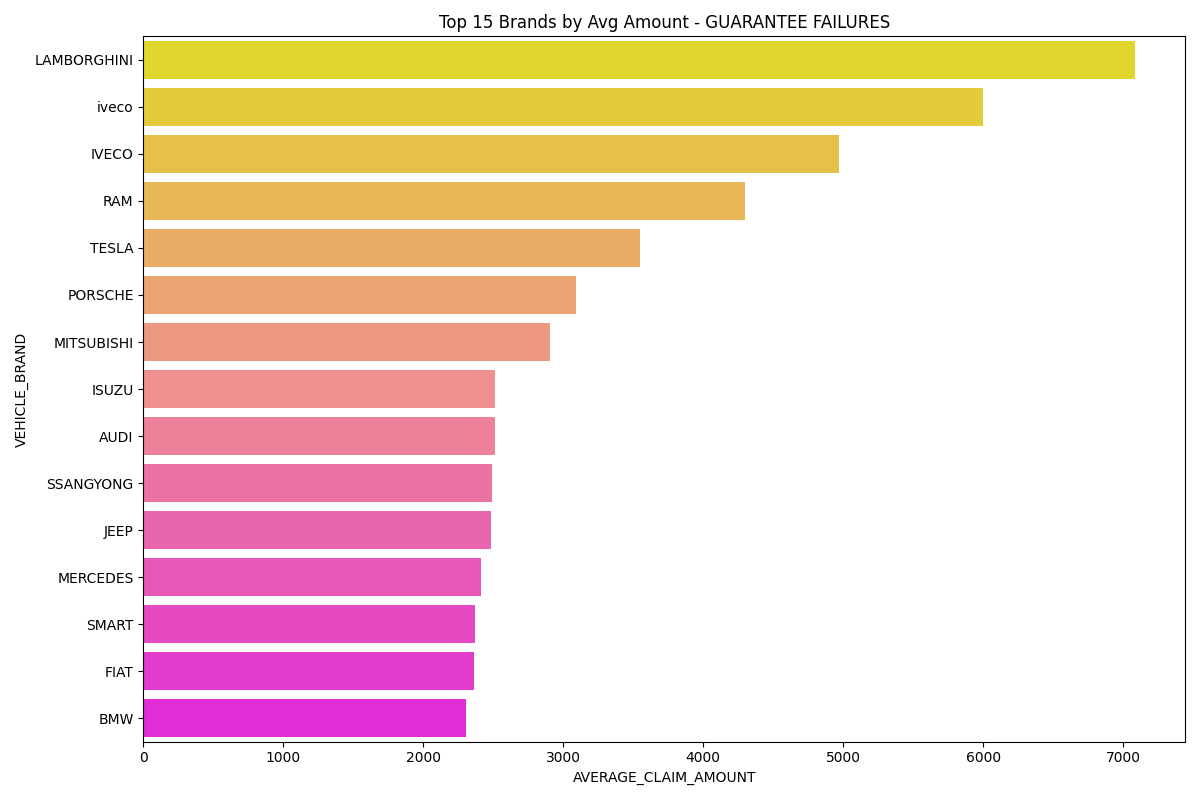 Top 15 Brands by Avg Amount - GUARANTEE FAILURES
VEHICLE_BRAND
LAMBORGHINI
iveco
IVECO
RAM
TESLA
PORSCHE
MITSUBISHI
ISUZU
AUDI
SSANGYONG
JEEP
MERCEDES
SMART
FIAT
BMW
0 1000 2000 3000 4000 5000 6000 7000
AVERAGE_CLAIM_AMOUNT